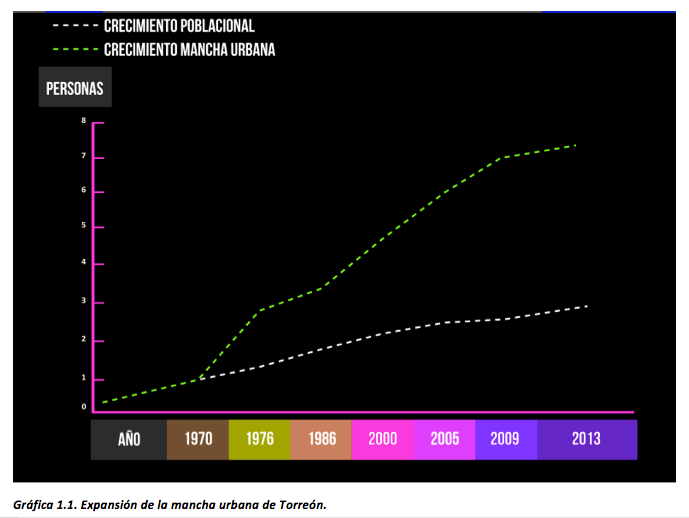 CRECIMIENTO POBLACIONAL
CRECIMIENTO MANCHA URBANA
PERSONAS
8
7
6
5
4
3
2
1
0
AÑO 1970 1976 1986 2000 2005 2009 2013
Gráfica 1.1. Expansión de la mancha urbana de Torreón.